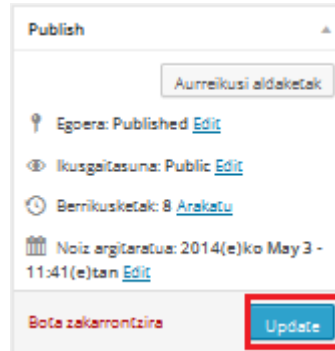 Publish
Aurreikusi aldaketak
Egoera: Published Edit
Ikusgaitasuna: Public Edit
Berrikusketak: 8 Arakatu
Noiz argitaratua: 2014(e)ko May 3 -
11:41(e)tan Edit
Bota zakarrontzira
Update